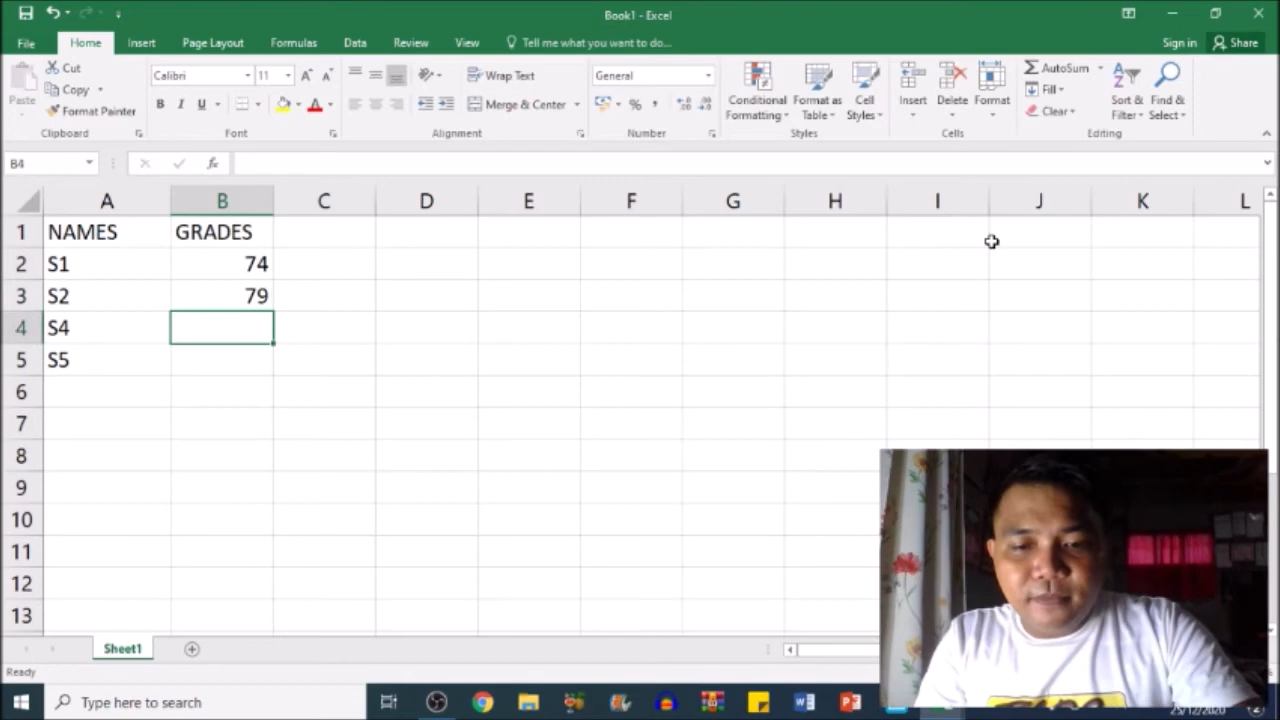 Book1 - Excel
File Home Insert Page Layout Formulas Data Review View Tell me what you want to do... Sign in Share
Paste Cut Calibri 11 Wrap Text General Conditional Formatting Format as Table Cell Styles Insert Delete Format AutoSum Sort & Filter Find & Select
Copy Fill
Format Painter B I U A Merge & Center % , Clear
Clipboard Font Alignment Number Styles Cells Editing
B4 fx
A B C D E F G H I J K L
1 NAMES GRADES
2 S1 74
3 S2 79
4 S4
5 S5
6
7
8
9
10
11
12
13
Sheet1
Ready
Type here to search
25/12/2020